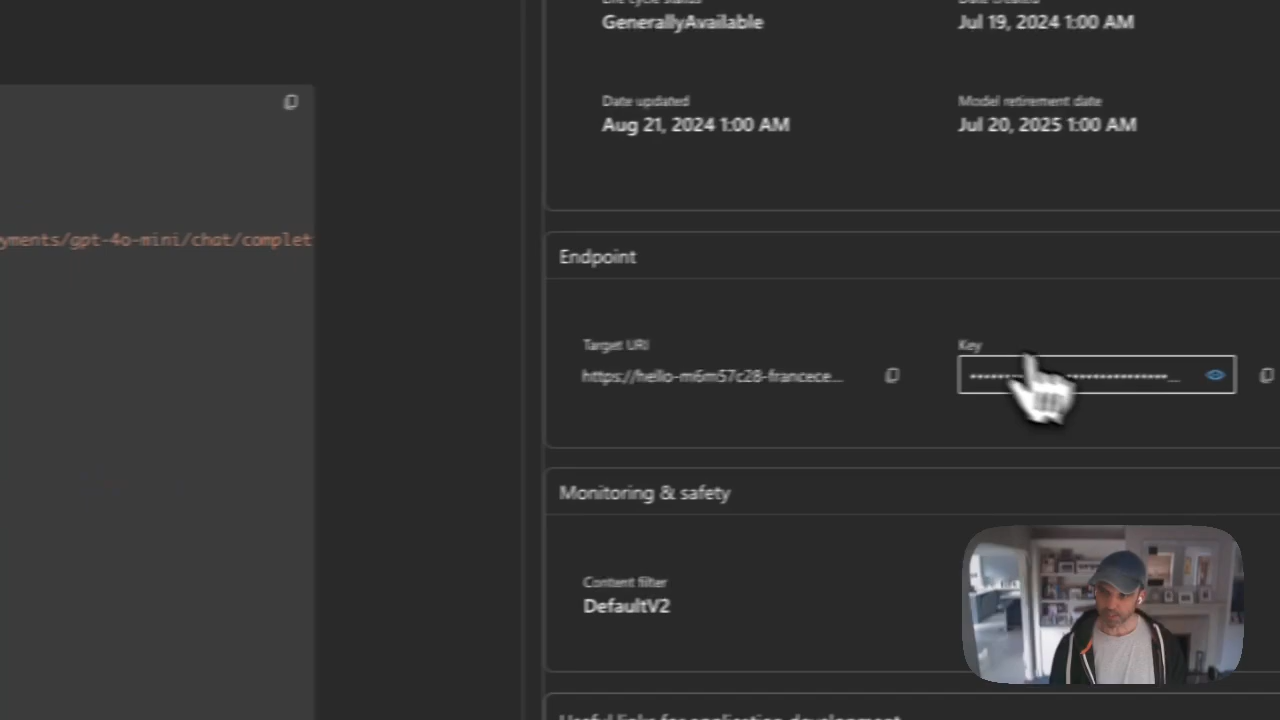 GenerallyAvailable
Jul 19, 2024 1:00 AM
Date updated
Model retirement date
Aug 21, 2024 1:00 AM
Jul 20, 2025 1:00 AM
yments/gpt-4o-mini/chat/complet
Endpoint
Target URI
Key
https://hello-m6m57c28-francece...
Monitoring & safety
Content filter
DefaultV2